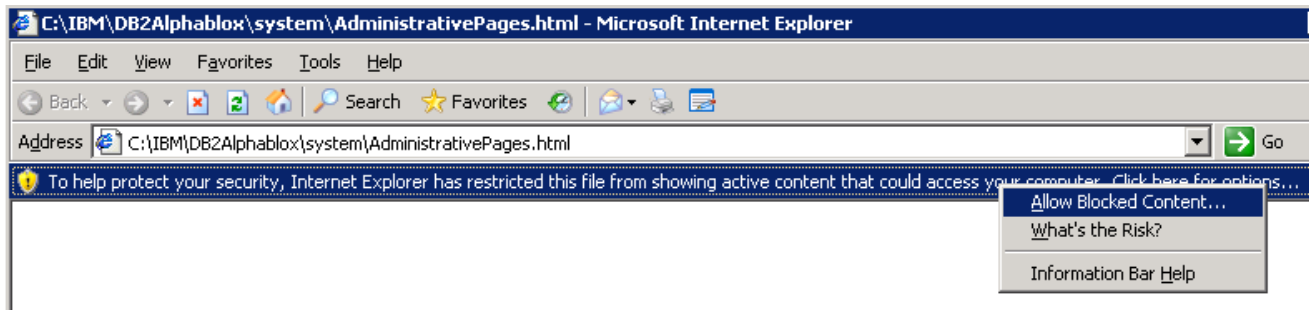 C:\IBM\DB2Alphablox\system\AdministrativePages.html - Microsoft Internet Explorer
File Edit View Favorites Tools Help
Back Search Favorites
Address C:\IBM\DB2Alphablox\system\AdministrativePages.html Go
To help protect your security, Internet Explorer has restricted this file from showing active content that could access your computer. Click here for options...
Allow Blocked Content...
What's the Risk?
Information Bar Help